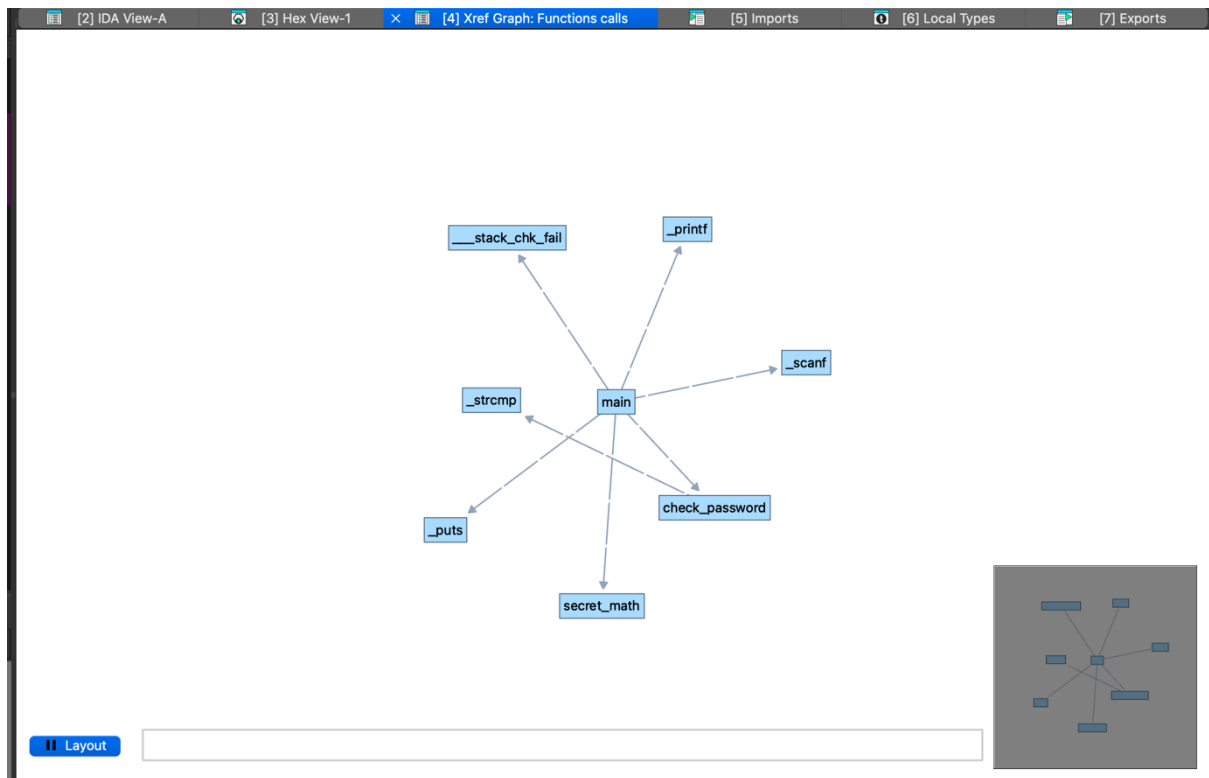 [2] IDA View-A [3] Hex View-1 × [4] Xref Graph: Functions calls [5] Imports [6] Local Types [7] Exports
___stack_chk_fail
_printf
_scanf
_strcmp
main
check_password
_puts
secret_math
Layout